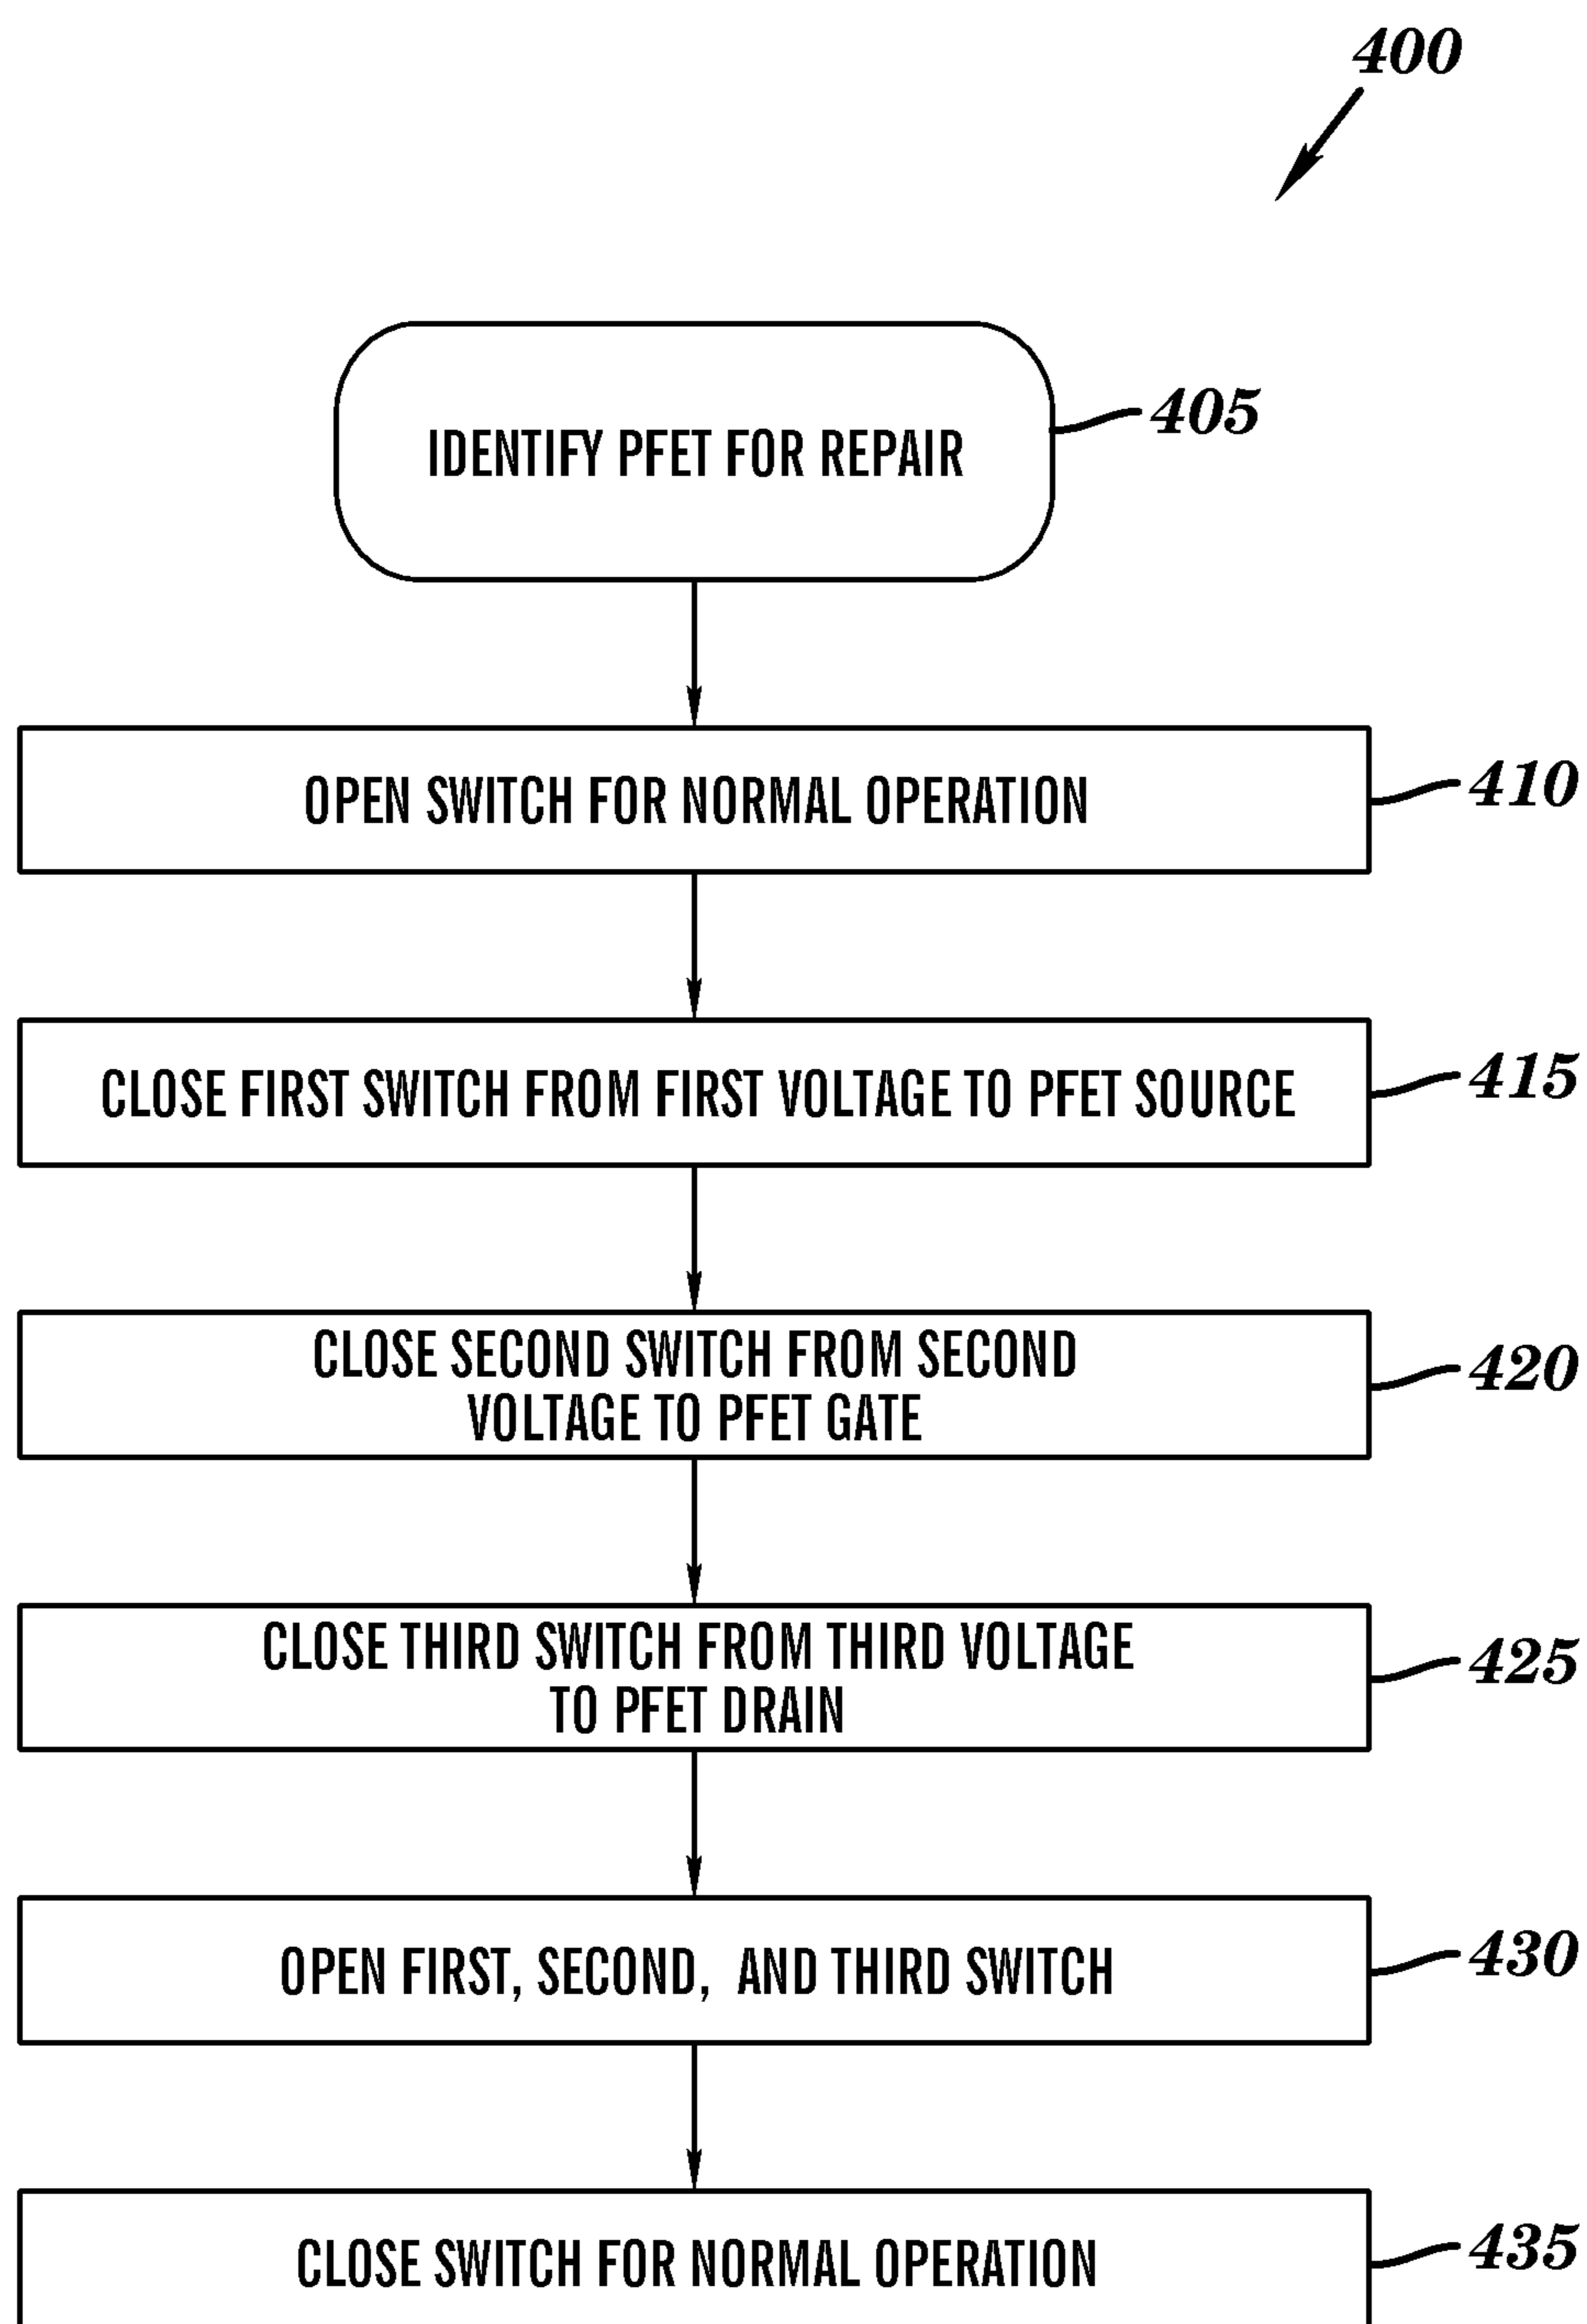 400
IDENTIFY PFET FOR REPAIR
405
OPEN SWITCH FOR NORMAL OPERATION
410
CLOSE FIRST SWITCH FROM FIRST VOLTAGE TO PFET SOURCE
415
CLOSE SECOND SWITCH FROM SECOND
VOLTAGE TO PFET GATE
420
CLOSE THIRD SWITCH FROM THIRD VOLTAGE
TO PFET DRAIN
425
OPEN FIRST, SECOND, AND THIRD SWITCH
430
CLOSE SWITCH FOR NORMAL OPERATION
435